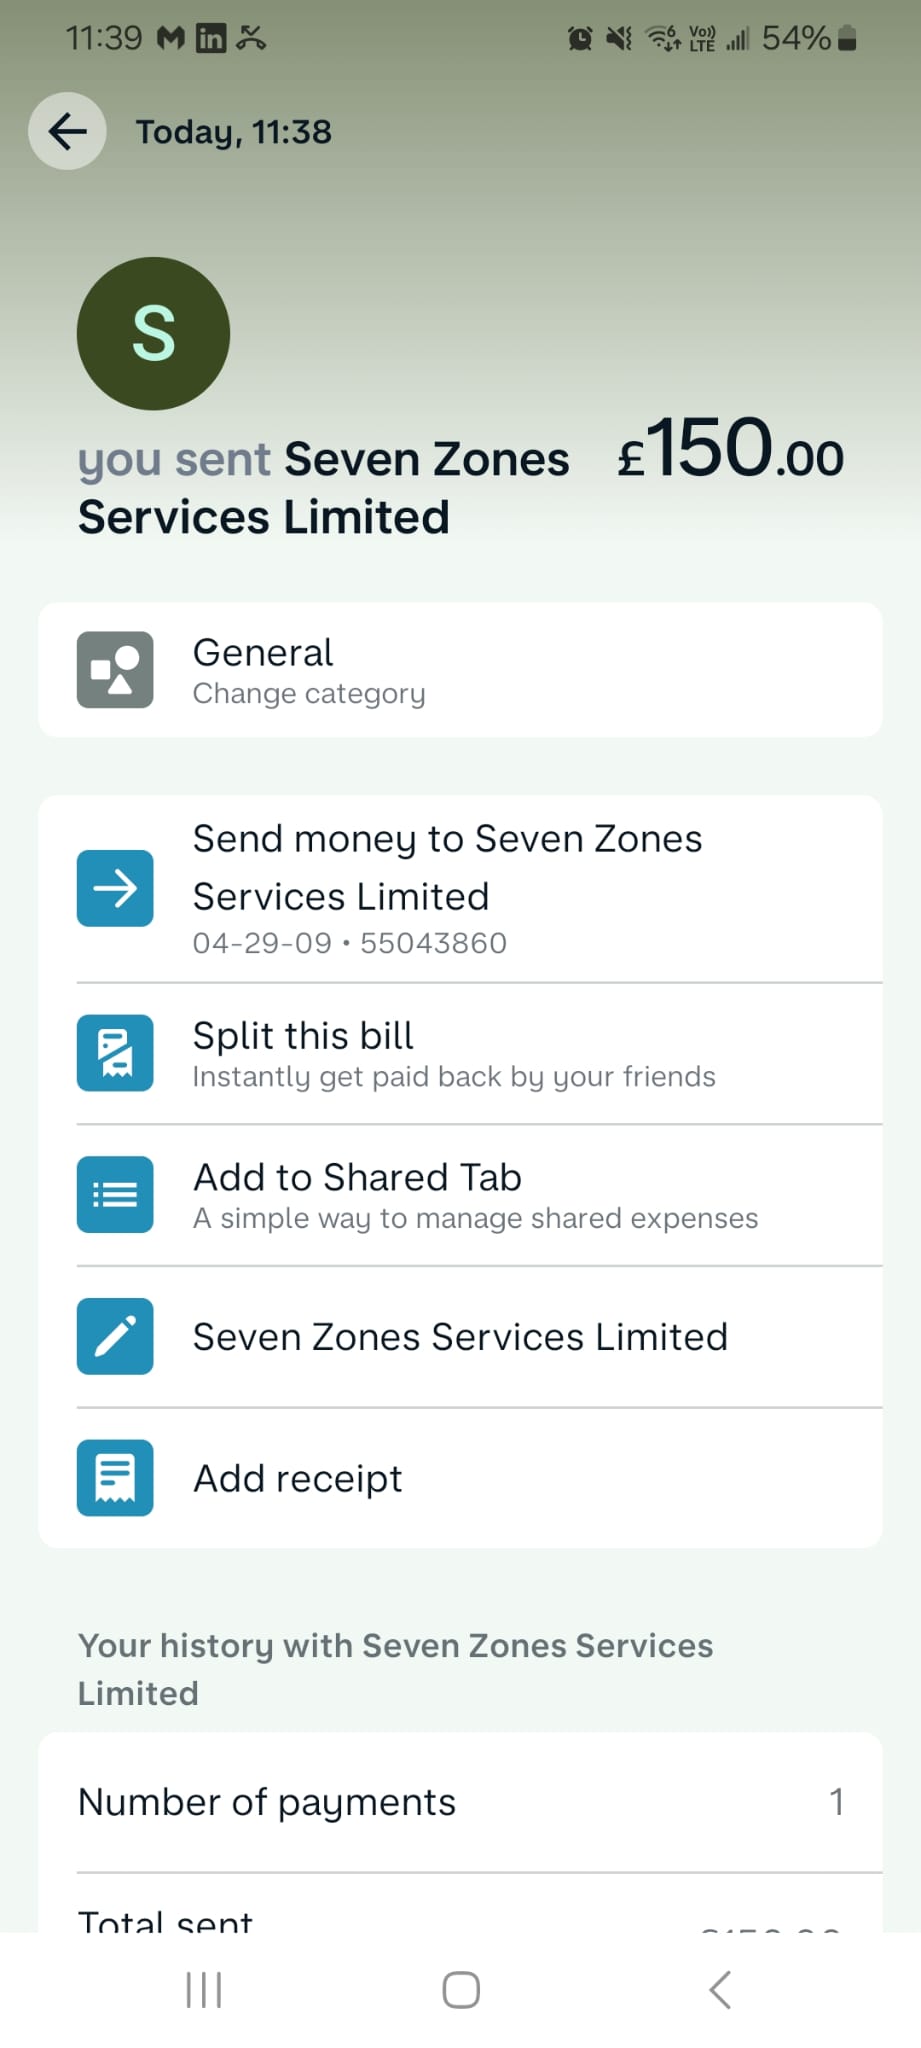 11:39
Vo))
LTE
6
54%
Today, 11:38
S
you sent Seven Zones
Services Limited
£150.00
General
Change category
Send money to Seven Zones
Services Limited
04-29-09 • 55043860
Split this bill
Instantly get paid back by your friends
Add to Shared Tab
A simple way to manage shared expenses
Seven Zones Services Limited
Add receipt
Your history with Seven Zones Services
Limited
Number of payments 1
Total sent